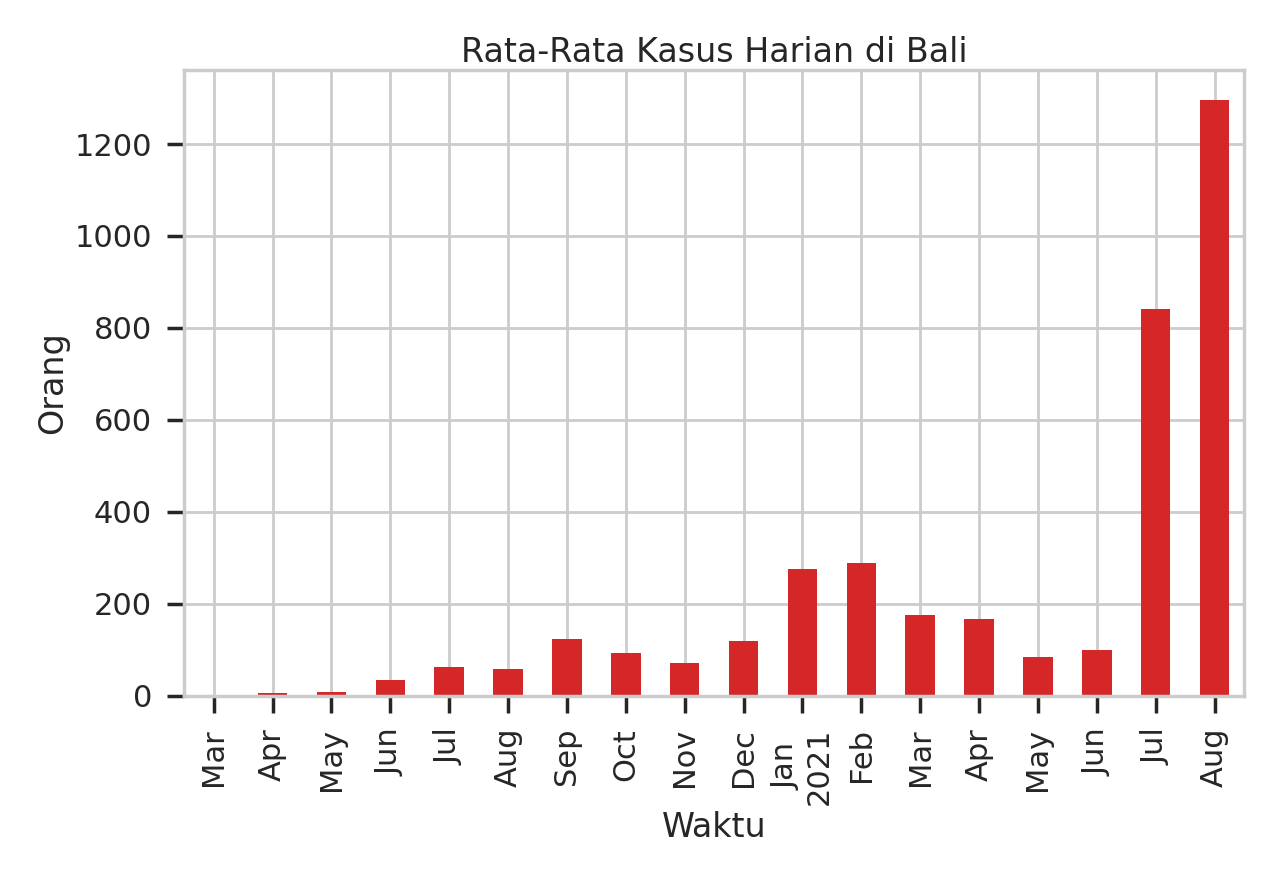 Rata-Rata Kasus Harian di Bali
1200
1000
800
600
400
200
0
Orang
Mar
Apr
May
Jun
Jul
Aug
Sep
Oct
Nov
Dec
Jan
2021
Feb
Mar
Apr
May
Jun
Jul
Aug
Waktu